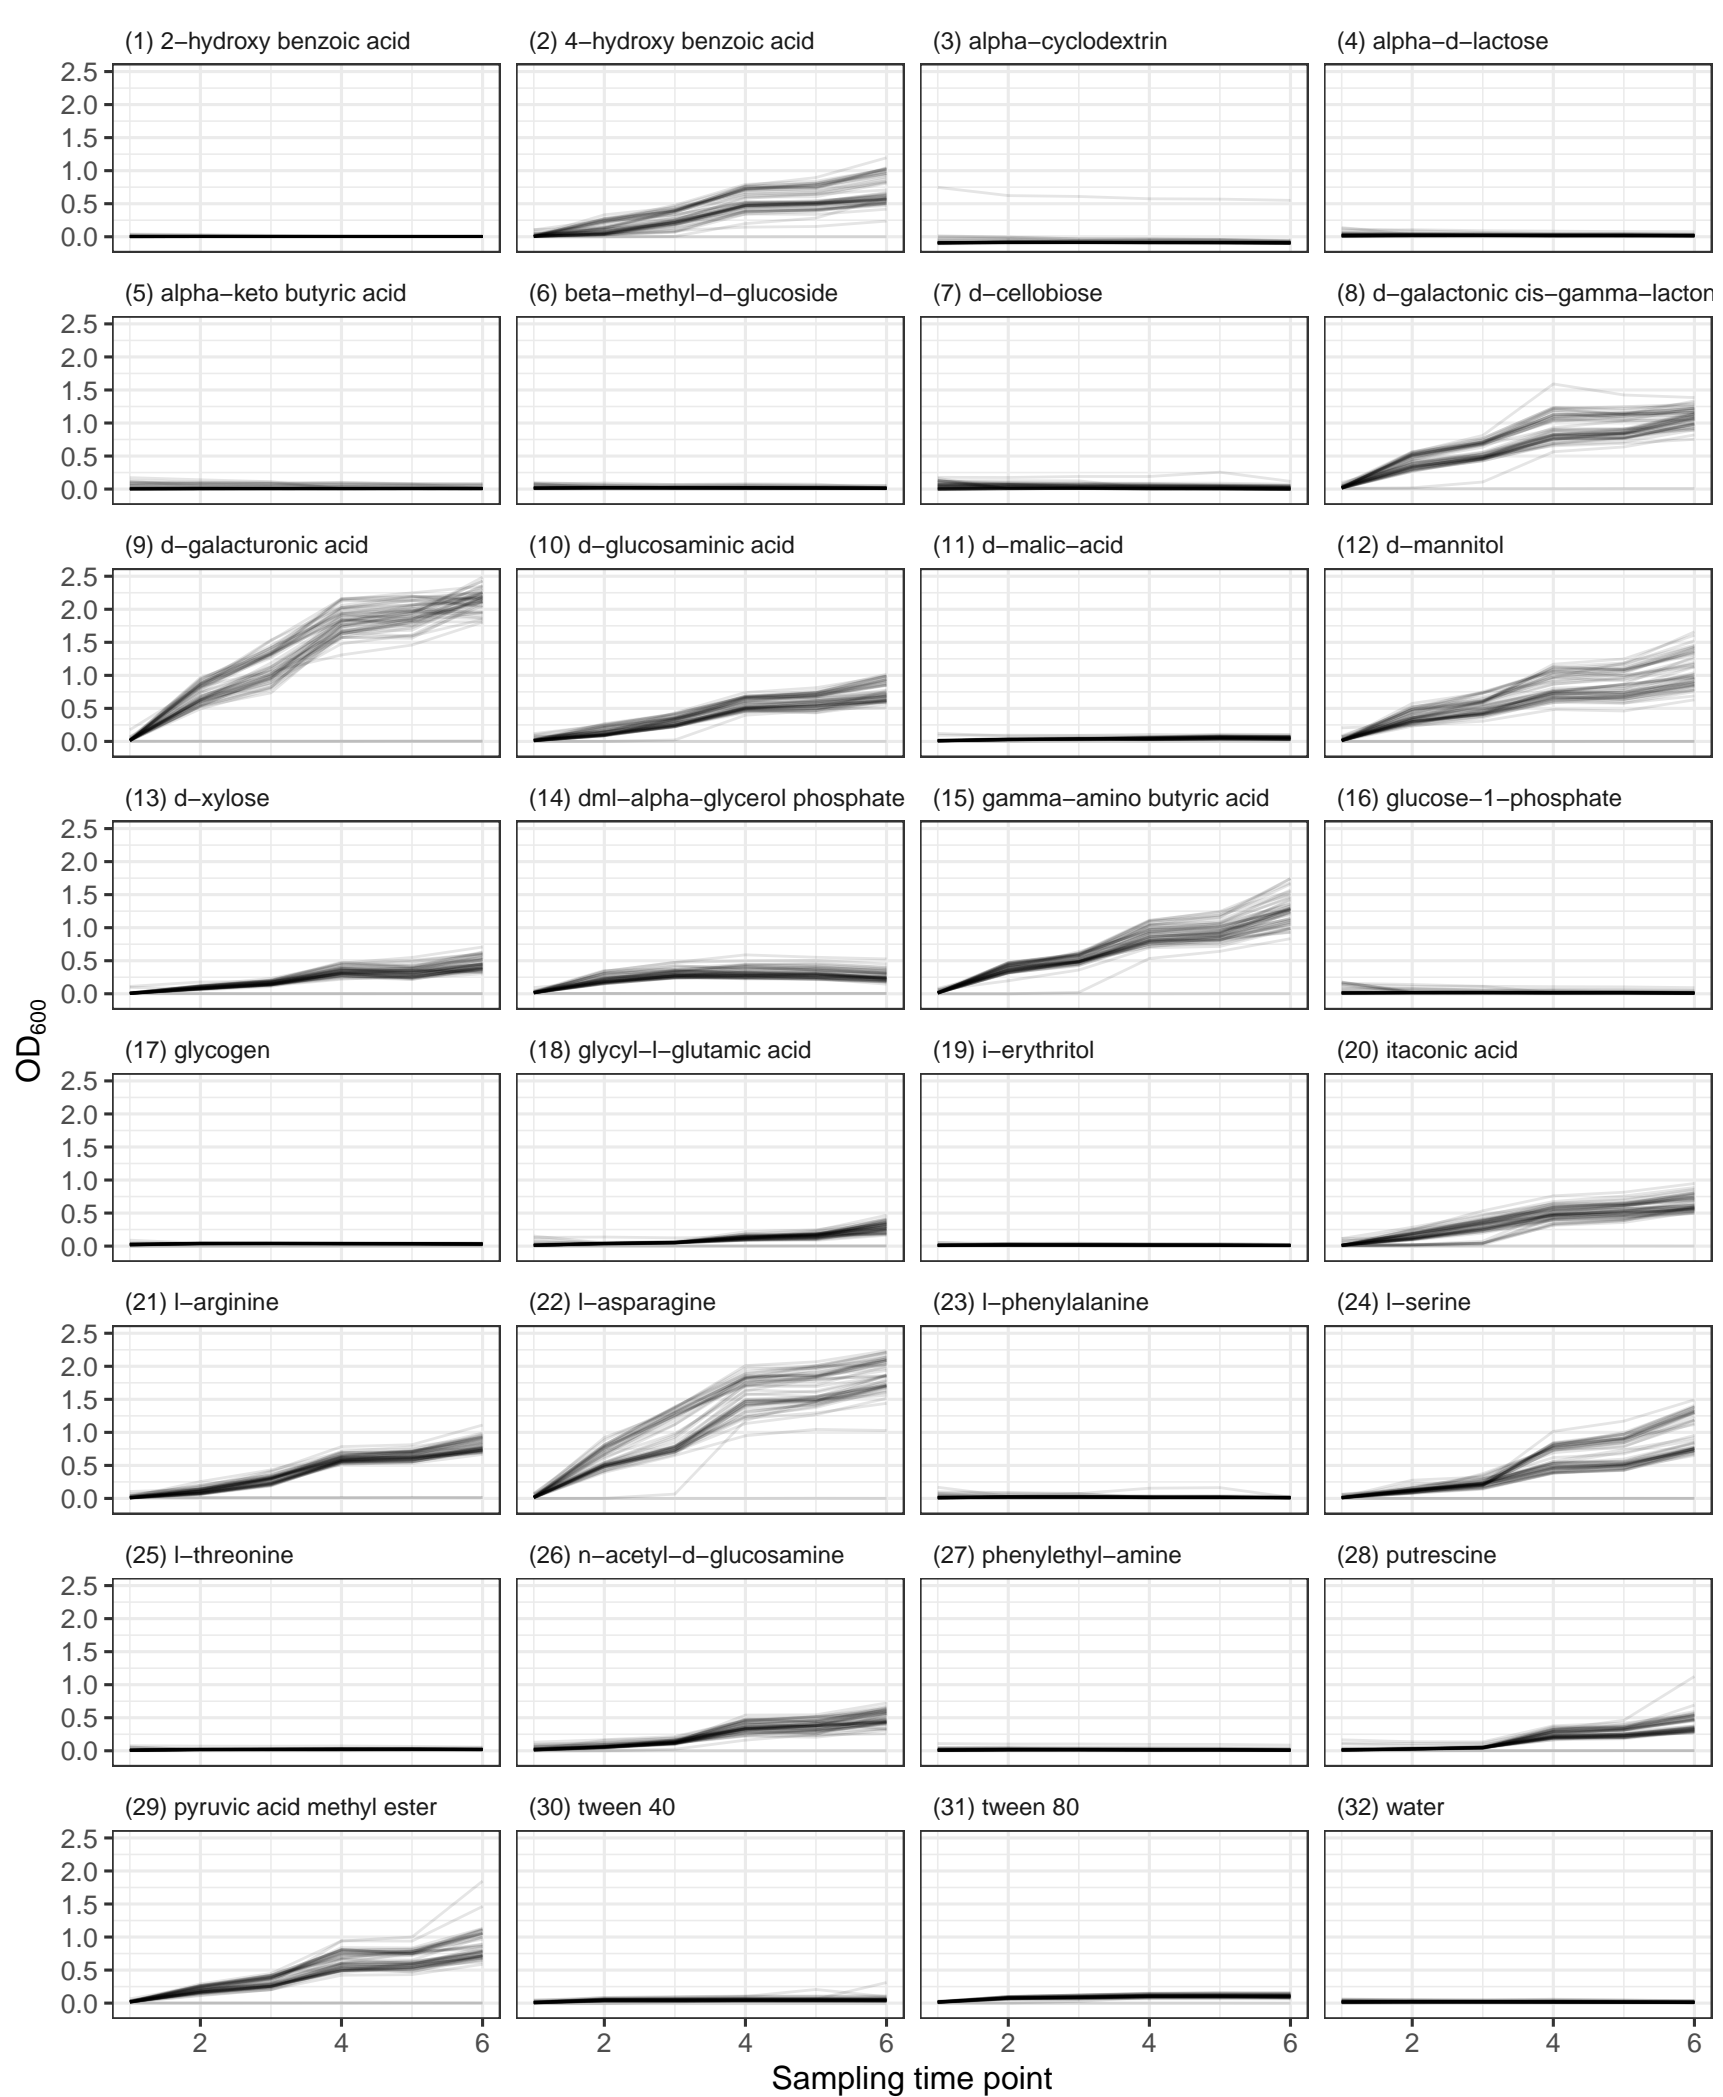 (1) 2−hydroxy benzoic acid
(2) 4−hydroxy benzoic acid
(3) alpha−cyclodextrin
(4) alpha−d−lactose
2.5
2.0
1.5
1.0
0.5
0.0
(5) alpha−keto butyric acid
(6) beta−methyl−d−glucoside
(7) d−cellobiose
(8) d−galactonic cis−gamma−lacton
2.5
2.0
1.5
1.0
0.5
0.0
(9) d−galacturonic acid
(10) d−glucosaminic acid
(11) d−malic−acid
(12) d−mannitol
2.5
2.0
1.5
1.0
0.5
0.0
(13) d−xylose
(14) dml−alpha−glycerol phosphate
(15) gamma−amino butyric acid
(16) glucose−1−phosphate
2.5
2.0
1.5
1.0
0.5
0.0
OD600
(17) glycogen
(18) glycyl−l−glutamic acid
(19) i−erythritol
(20) itaconic acid
2.5
2.0
1.5
1.0
0.5
0.0
(21) l−arginine
(22) l−asparagine
(23) l−phenylalanine
(24) l−serine
2.5
2.0
1.5
1.0
0.5
0.0
(25) l−threonine
(26) n−acetyl−d−glucosamine
(27) phenylethyl−amine
(28) putrescine
2.5
2.0
1.5
1.0
0.5
0.0
(29) pyruvic acid methyl ester
(30) tween 40
(31) tween 80
(32) water
2.5
2.0
1.5
1.0
0.5
0.0
2 4 6
2 4 6
2 4 6
2 4 6
Sampling time point